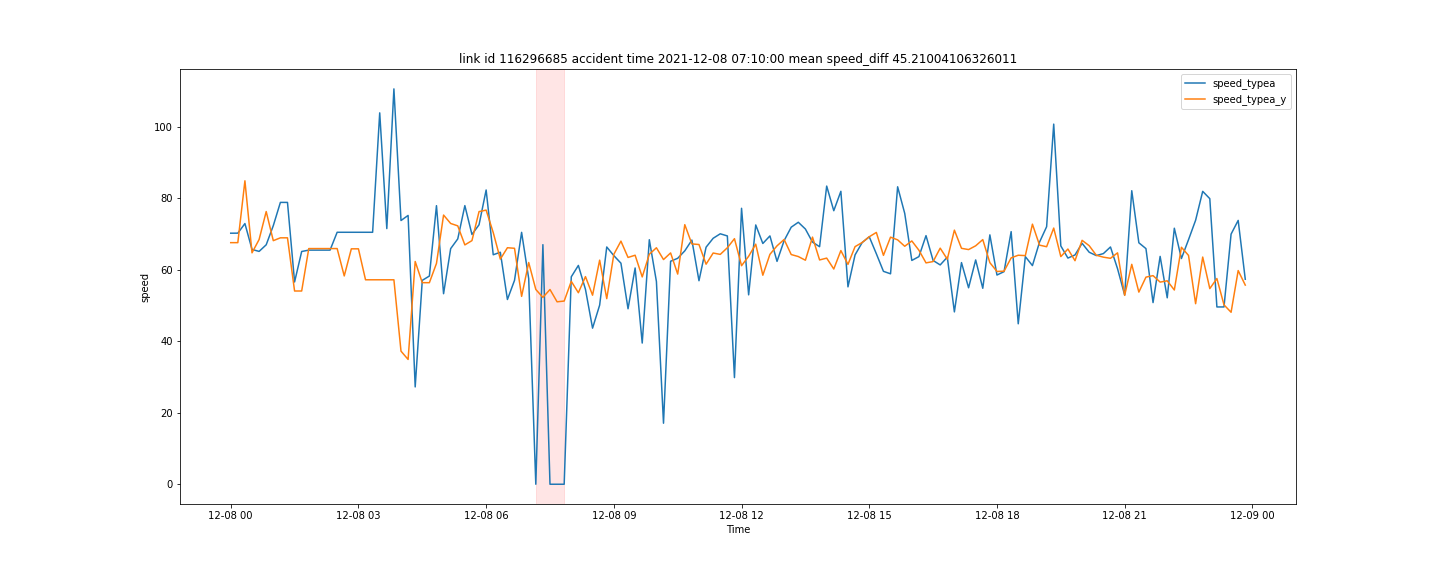 link id 116296685 accident time 2021-12-08 07:10:00 mean speed_diff 45.21004106326011
speed_typea
speed_typea_y
100
80
60
40
20
0
speed
12-08 00 12-08 03 12-08 06 12-08 09 12-08 12 12-08 15 12-08 18 12-08 21 12-09 00
Time